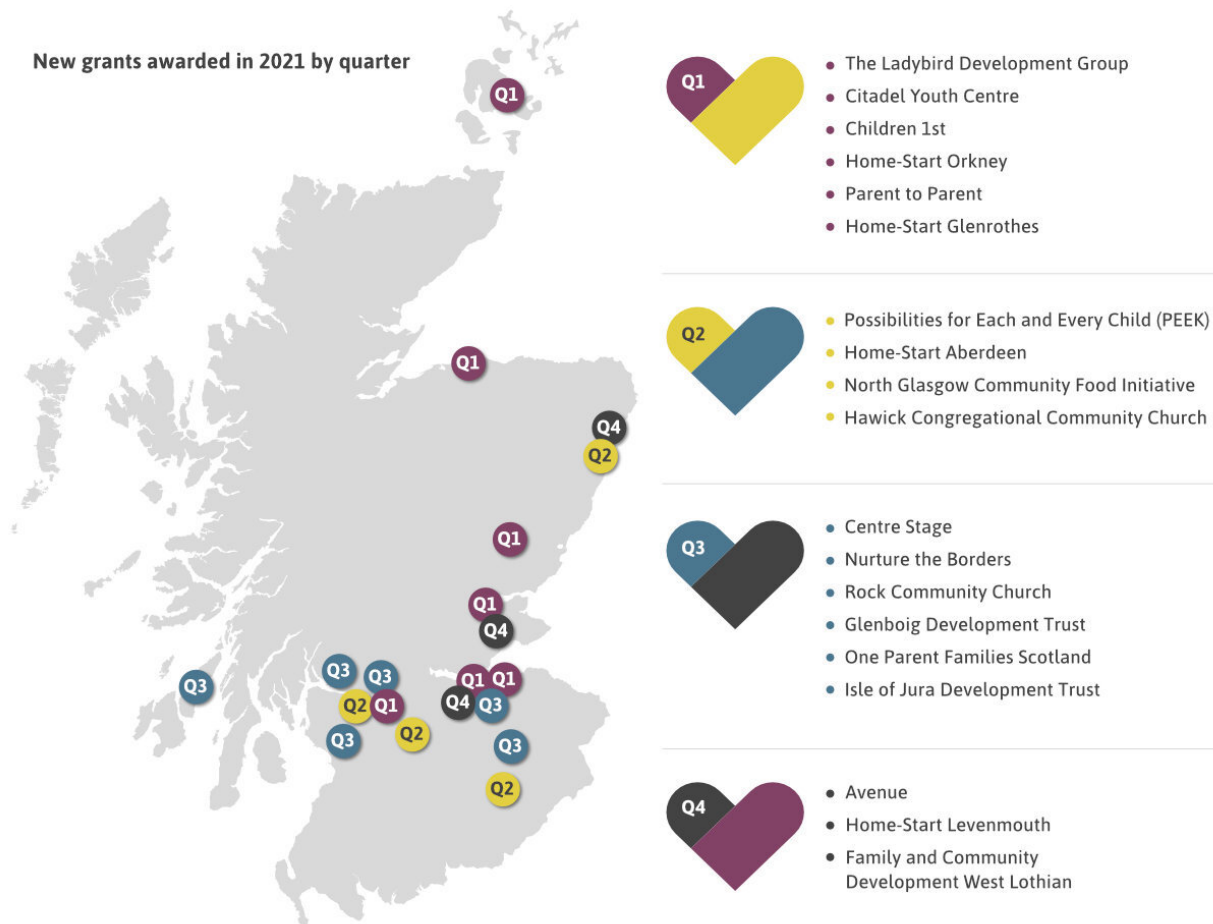 New grants awarded in 2021 by quarter
Q1
Q1
Q4
Q2
Q1
Q1
Q4
Q3
Q3
Q3
Q1
Q1
Q2
Q1
Q4
Q3
Q3
Q2
Q3
Q2
Q1
The Ladybird Development Group
Citadel Youth Centre
Children 1st
Home-Start Orkney
Parent to Parent
Home-Start Glenrothes
Q2
Possibilities for Each and Every Child (PEEK)
Home-Start Aberdeen
North Glasgow Community Food Initiative
Hawick Congregational Community Church
Q3
Centre Stage
Nurture the Borders
Rock Community Church
Glenboig Development Trust
One Parent Families Scotland
Isle of Jura Development Trust
Q4
Avenue
Home-Start Levenmouth
Family and Community
Development West Lothian